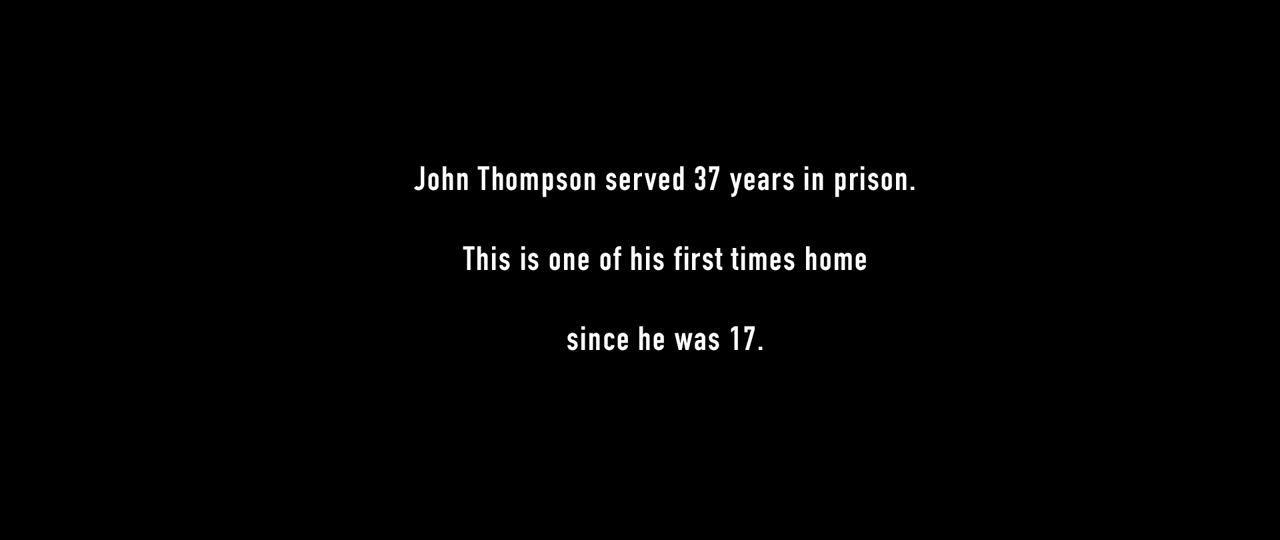 John Thompson served 37 years in prison.
This is one of his first times home
since he was 17.